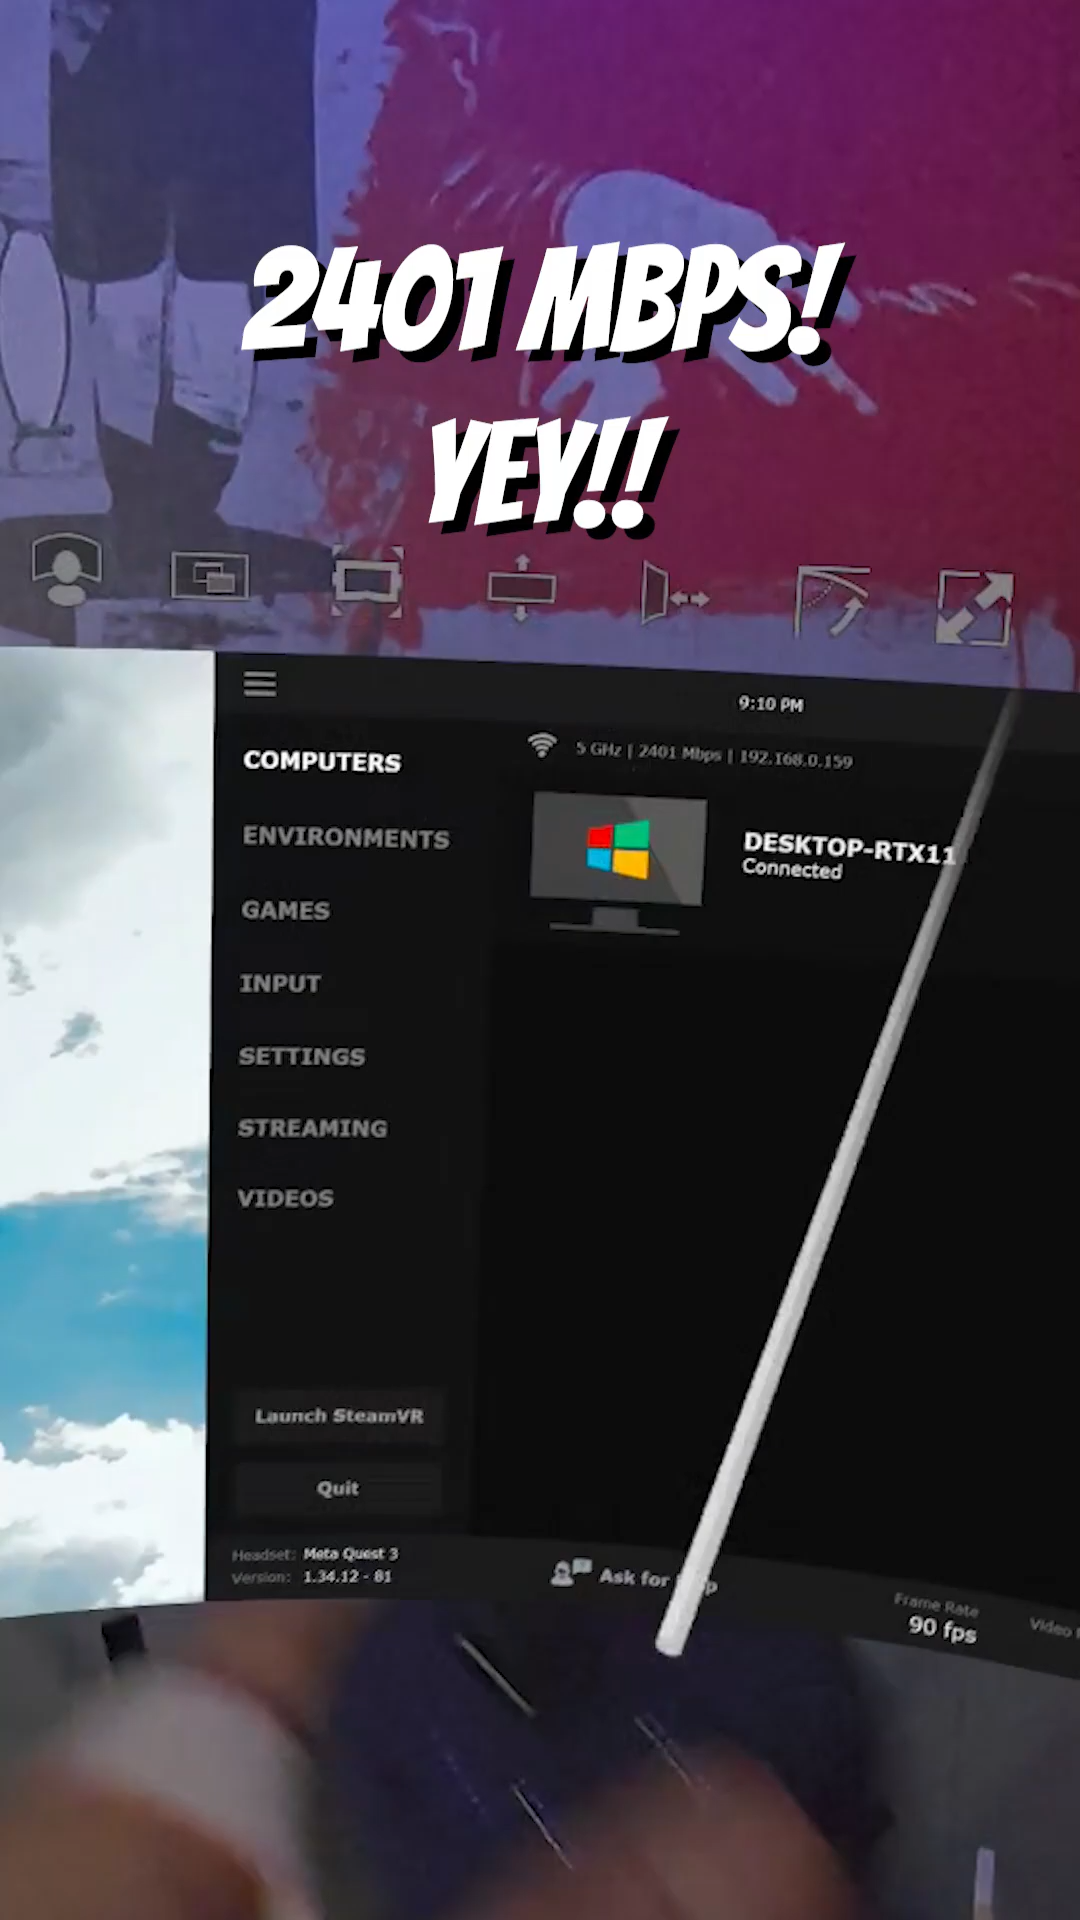 2401 MBPS!
YEY!!
9:10 PM
5 GHz | 2401 Mbps | 192.168.0.159
COMPUTERS
DESKTOP-RTX11
Connected
ENVIRONMENTS
GAMES
INPUT
SETTINGS
STREAMING
VIDEOS
Launch SteamVR
Quit
Headset: Meta Quest 3
Version: 1.34.12 - 81
Ask for
Frame Rate
90 fps
Video